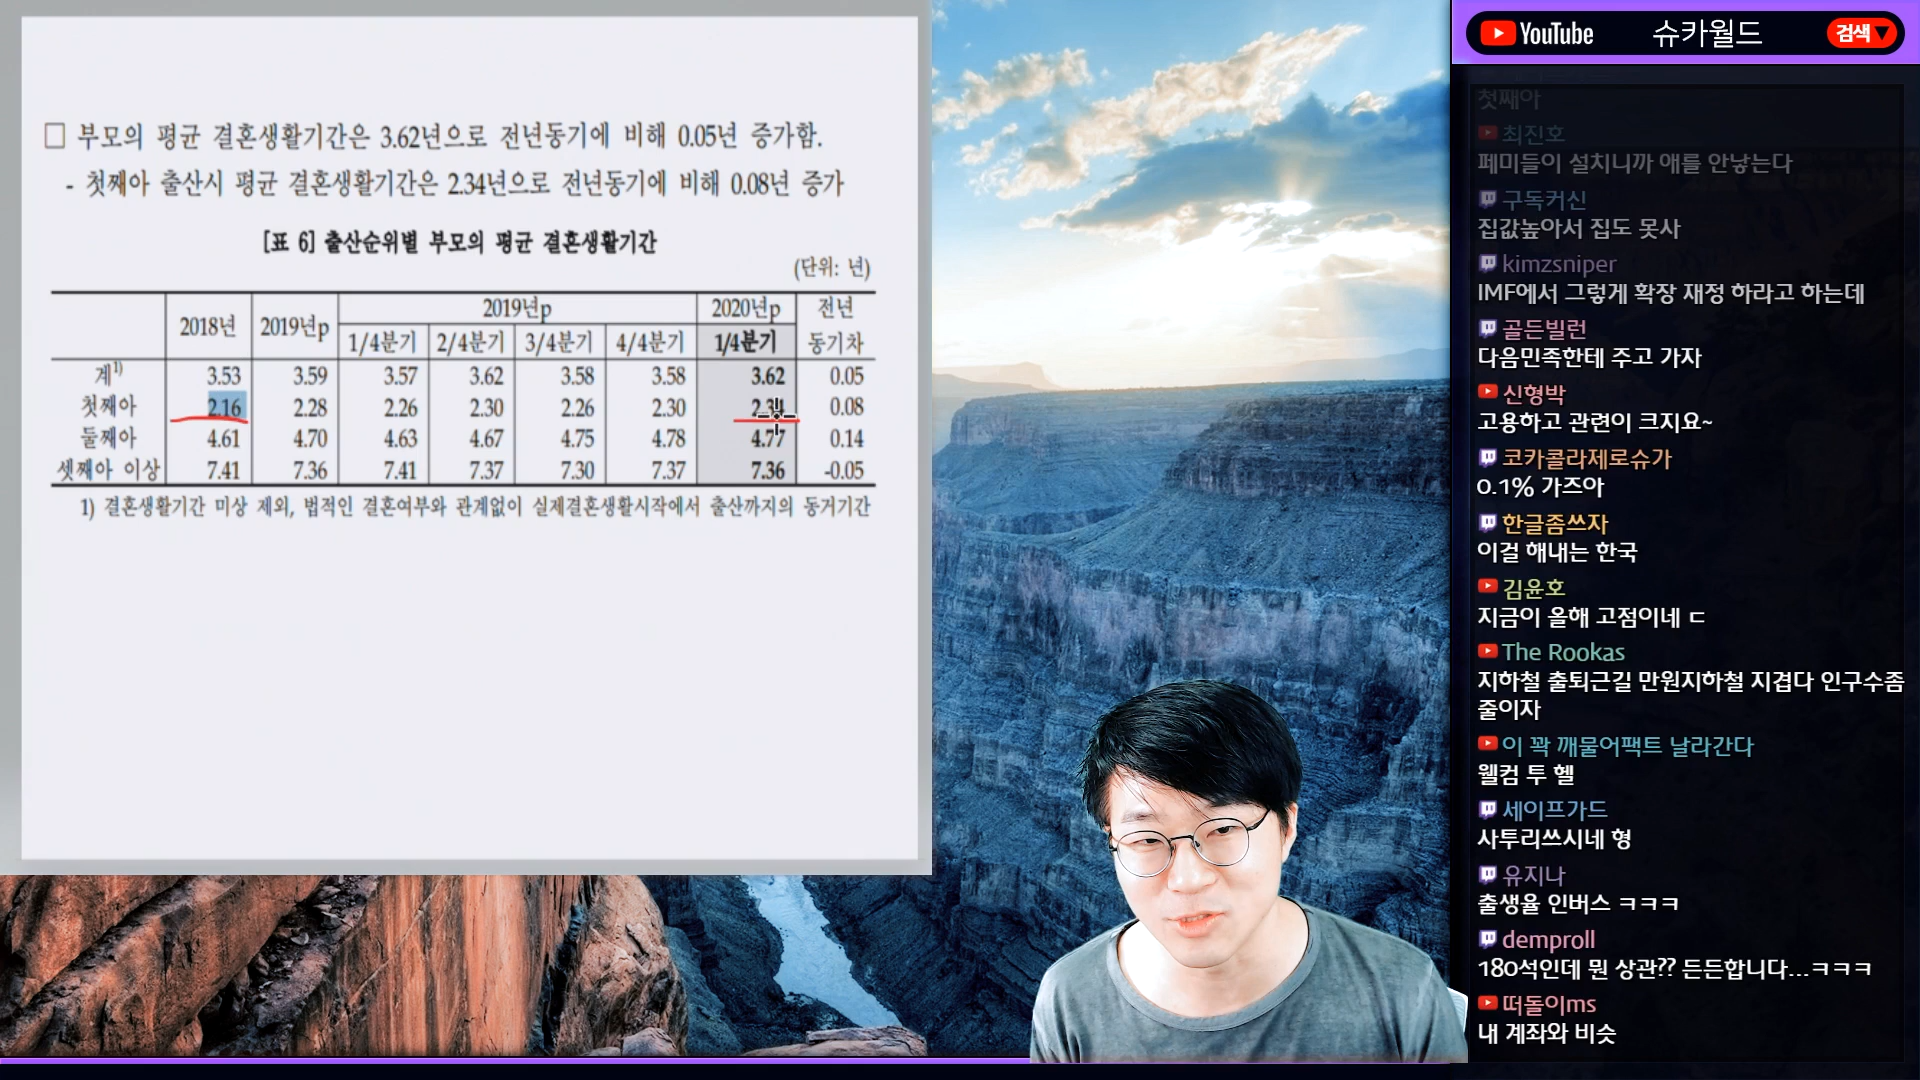 □ 부모의 평균 결혼생활기간은 3.62년으로 전년동기에 비해 0.05년 증가함.
- 첫째아 출산시 평균 결혼생활기간은 2.34년으로 전년동기에 비해 0.08년 증가
[표 6] 출산순위별 부모의 평균 결혼생활기간
(단위: 년)
2018년 2019년p 2019년p 2020년p 전년
1/4분기 2/4분기 3/4분기 4/4분기 1/4분기 동기차
계1) 3.53 3.59 3.57 3.62 3.58 3.58 3.62 0.05
첫째아 2.16 2.28 2.26 2.30 2.26 2.30 2.34 0.08
둘째아 4.61 4.70 4.63 4.67 4.75 4.78 4.77 0.14
셋째아 이상 7.41 7.36 7.41 7.37 7.30 7.37 7.36 -0.05
1) 결혼생활기간 미상 제외, 법적인 결혼여부와 관계없이 실제결혼생활시작에서 출산까지의 동거기간
YouTube 슈카월드 검색▼
첫째아
최진호
페미들이 설치니까 애를 안낳는다
구독커신
집값높아서 집도 못사
kimzsniper
IMF에서 그렇게 확장 재정 하라고 하는데
골든빌런
다음민족한테 주고 가자
신형박
고용하고 관련이 크지요~
코카콜라제로슈가
0.1% 가즈아
한글좀쓰자
이걸 해내는 한국
김윤호
지금이 올해 고점이네 ㄷ
The Rookas
지하철 출퇴근길 만원지하철 지겹다 인구수좀
줄이자
이 꽉 깨물어팩트 날라간다
웰컴 투 헬
세이프가드
사투리쓰시네 형
유지나
출생율 인버스 ㅋㅋㅋ
demproll
180석인데 뭔 상관?? 든든합니다...ㅋㅋㅋ
떠돌이ms
내 계좌와 비슷